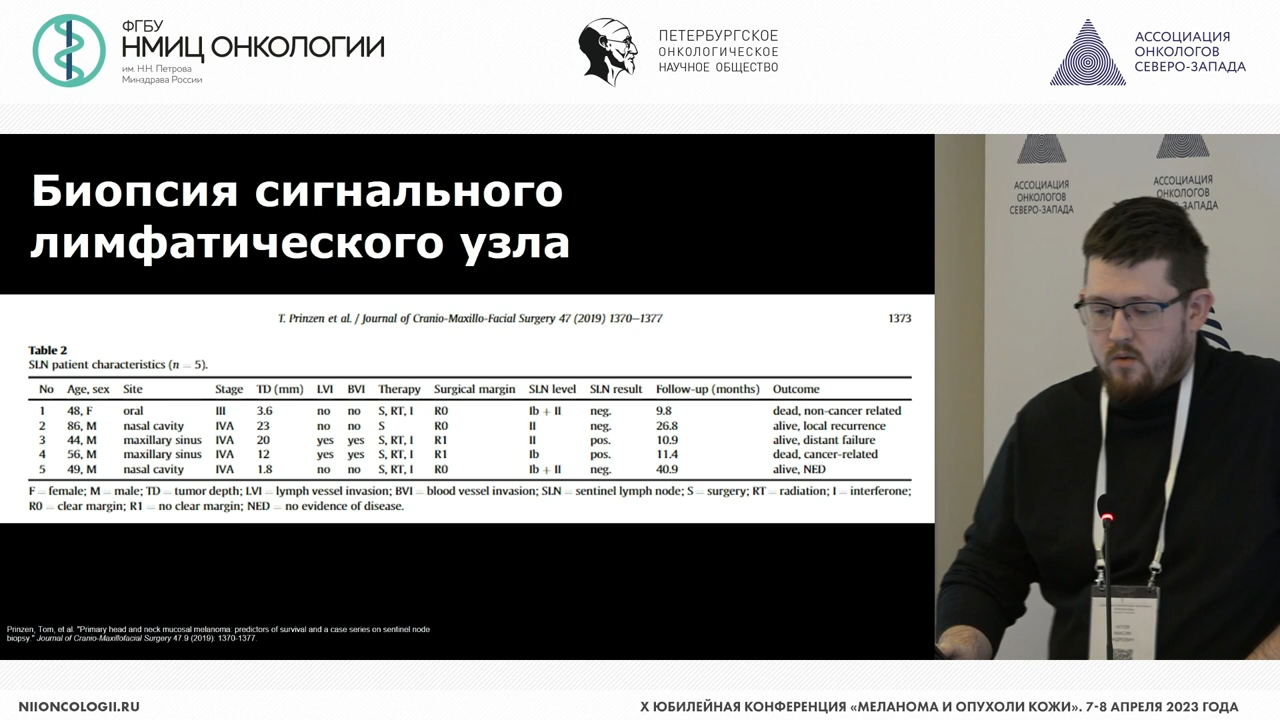 ФГБУ
НМИЦ ОНКОЛОГИИ
им. Н.Н. Петрова
Минздрава России
ПЕТЕРБУРГСКОЕ
ОНКОЛОГИЧЕСКОЕ
НАУЧНОЕ ОБЩЕСТВО
АССОЦИАЦИЯ
ОНКОЛОГОВ
СЕВЕРО-ЗАПАДА
Биопсия сигнального
лимфатического узла
T. Prinzen et al. / Journal of Cranio-Maxillo-Facial Surgery 47 (2019) 1370–1377 1373
Table 2
SLN patient characteristics (n = 5).
No Age, sex Site Stage TD (mm) LVI BVI Therapy Surgical margin SLN level SLN result Follow-up (months) Outcome
1 48, F oral III 3.6 no no S, RT, I R0 Ib + II neg. 9.8 dead, non-cancer related
2 86, M nasal cavity IVA 23 no no S R0 II neg. 26.8 alive, local recurrence
3 44, M maxillary sinus IVA 20 yes yes S, RT, I R1 II pos. 10.9 alive, distant failure
4 56, M maxillary sinus IVA 12 yes yes S, RT, I R1 Ib pos. 11.4 dead, cancer-related
5 49, M nasal cavity IVA 1.8 no no S, RT, I R0 Ib + II neg. 40.9 alive, NED
F = female; M = male; TD = tumor depth; LVI = lymph vessel invasion; BVI = blood vessel invasion; SLN = sentinel lymph node; S = surgery; RT = radiation; I = interferone;
R0 = clear margin; R1 = no clear margin; NED = no evidence of disease.
Prinzen, Tom, et al. "Primary head and neck mucosal melanoma: predictors of survival and a case series on sentinel node
biopsy." Journal of Cranio-Maxillofacial Surgery 47.9 (2019): 1370-1377.
АССОЦИАЦИЯ
ОНКОЛОГОВ
СЕВЕРО-ЗАПАДА
АССОЦИАЦИЯ
ОНКОЛОГОВ
NIIONCOLOGII.RU
X ЮБИЛЕЙНАЯ КОНФЕРЕНЦИЯ «МЕЛАНОМА И ОПУХОЛИ КОЖИ». 7-8 АПРЕЛЯ 2023 ГОДА